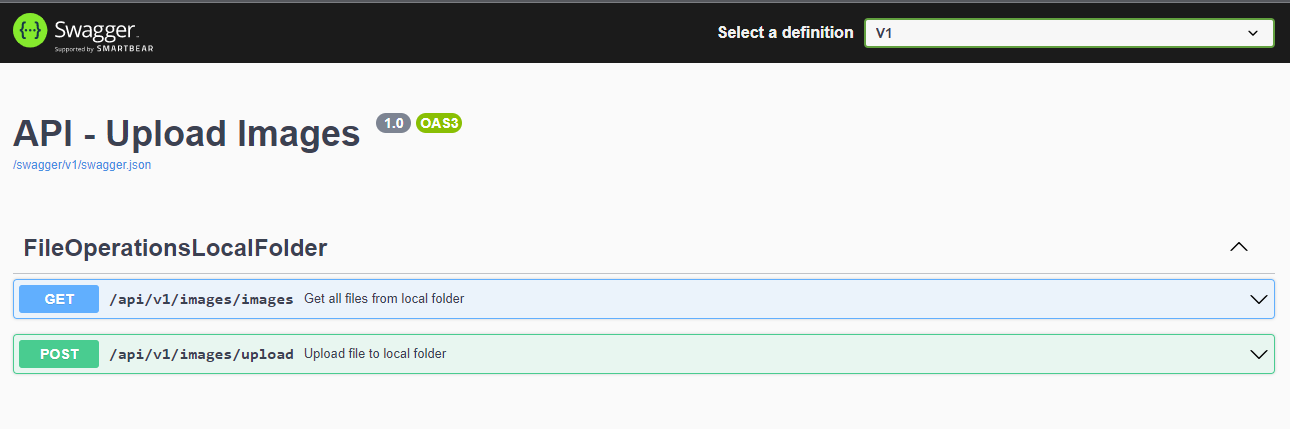 Swagger
Supported by SMARTBEAR
Select a definition
V1
API - Upload Images
1.0
OAS3
/swagger/v1/swagger.json
FileOperationsLocalFolder
GET /api/v1/images/images Get all files from local folder
POST /api/v1/images/upload Upload file to local folder